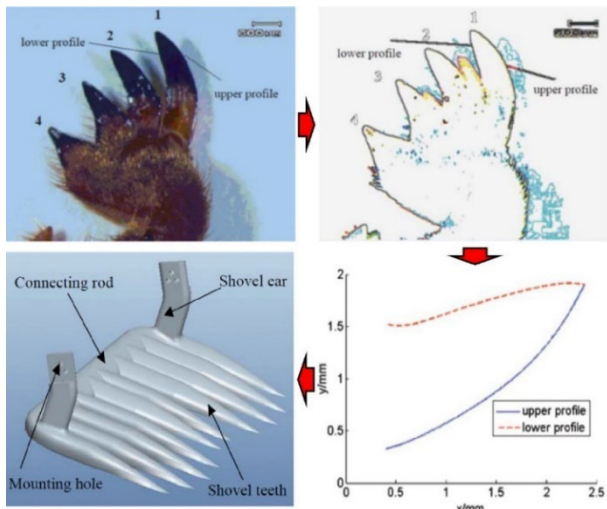 1
2
3
4
lower profile
upper profile
1
2
3
4
lower profile
upper profile
Connecting rod
Shovel ear
Mounting hole
Shovel teeth
2
1.5
1
0.5
0
y/mm
upper profile
lower profile
0
0.5
1
1.5
2
2.5
x/mm